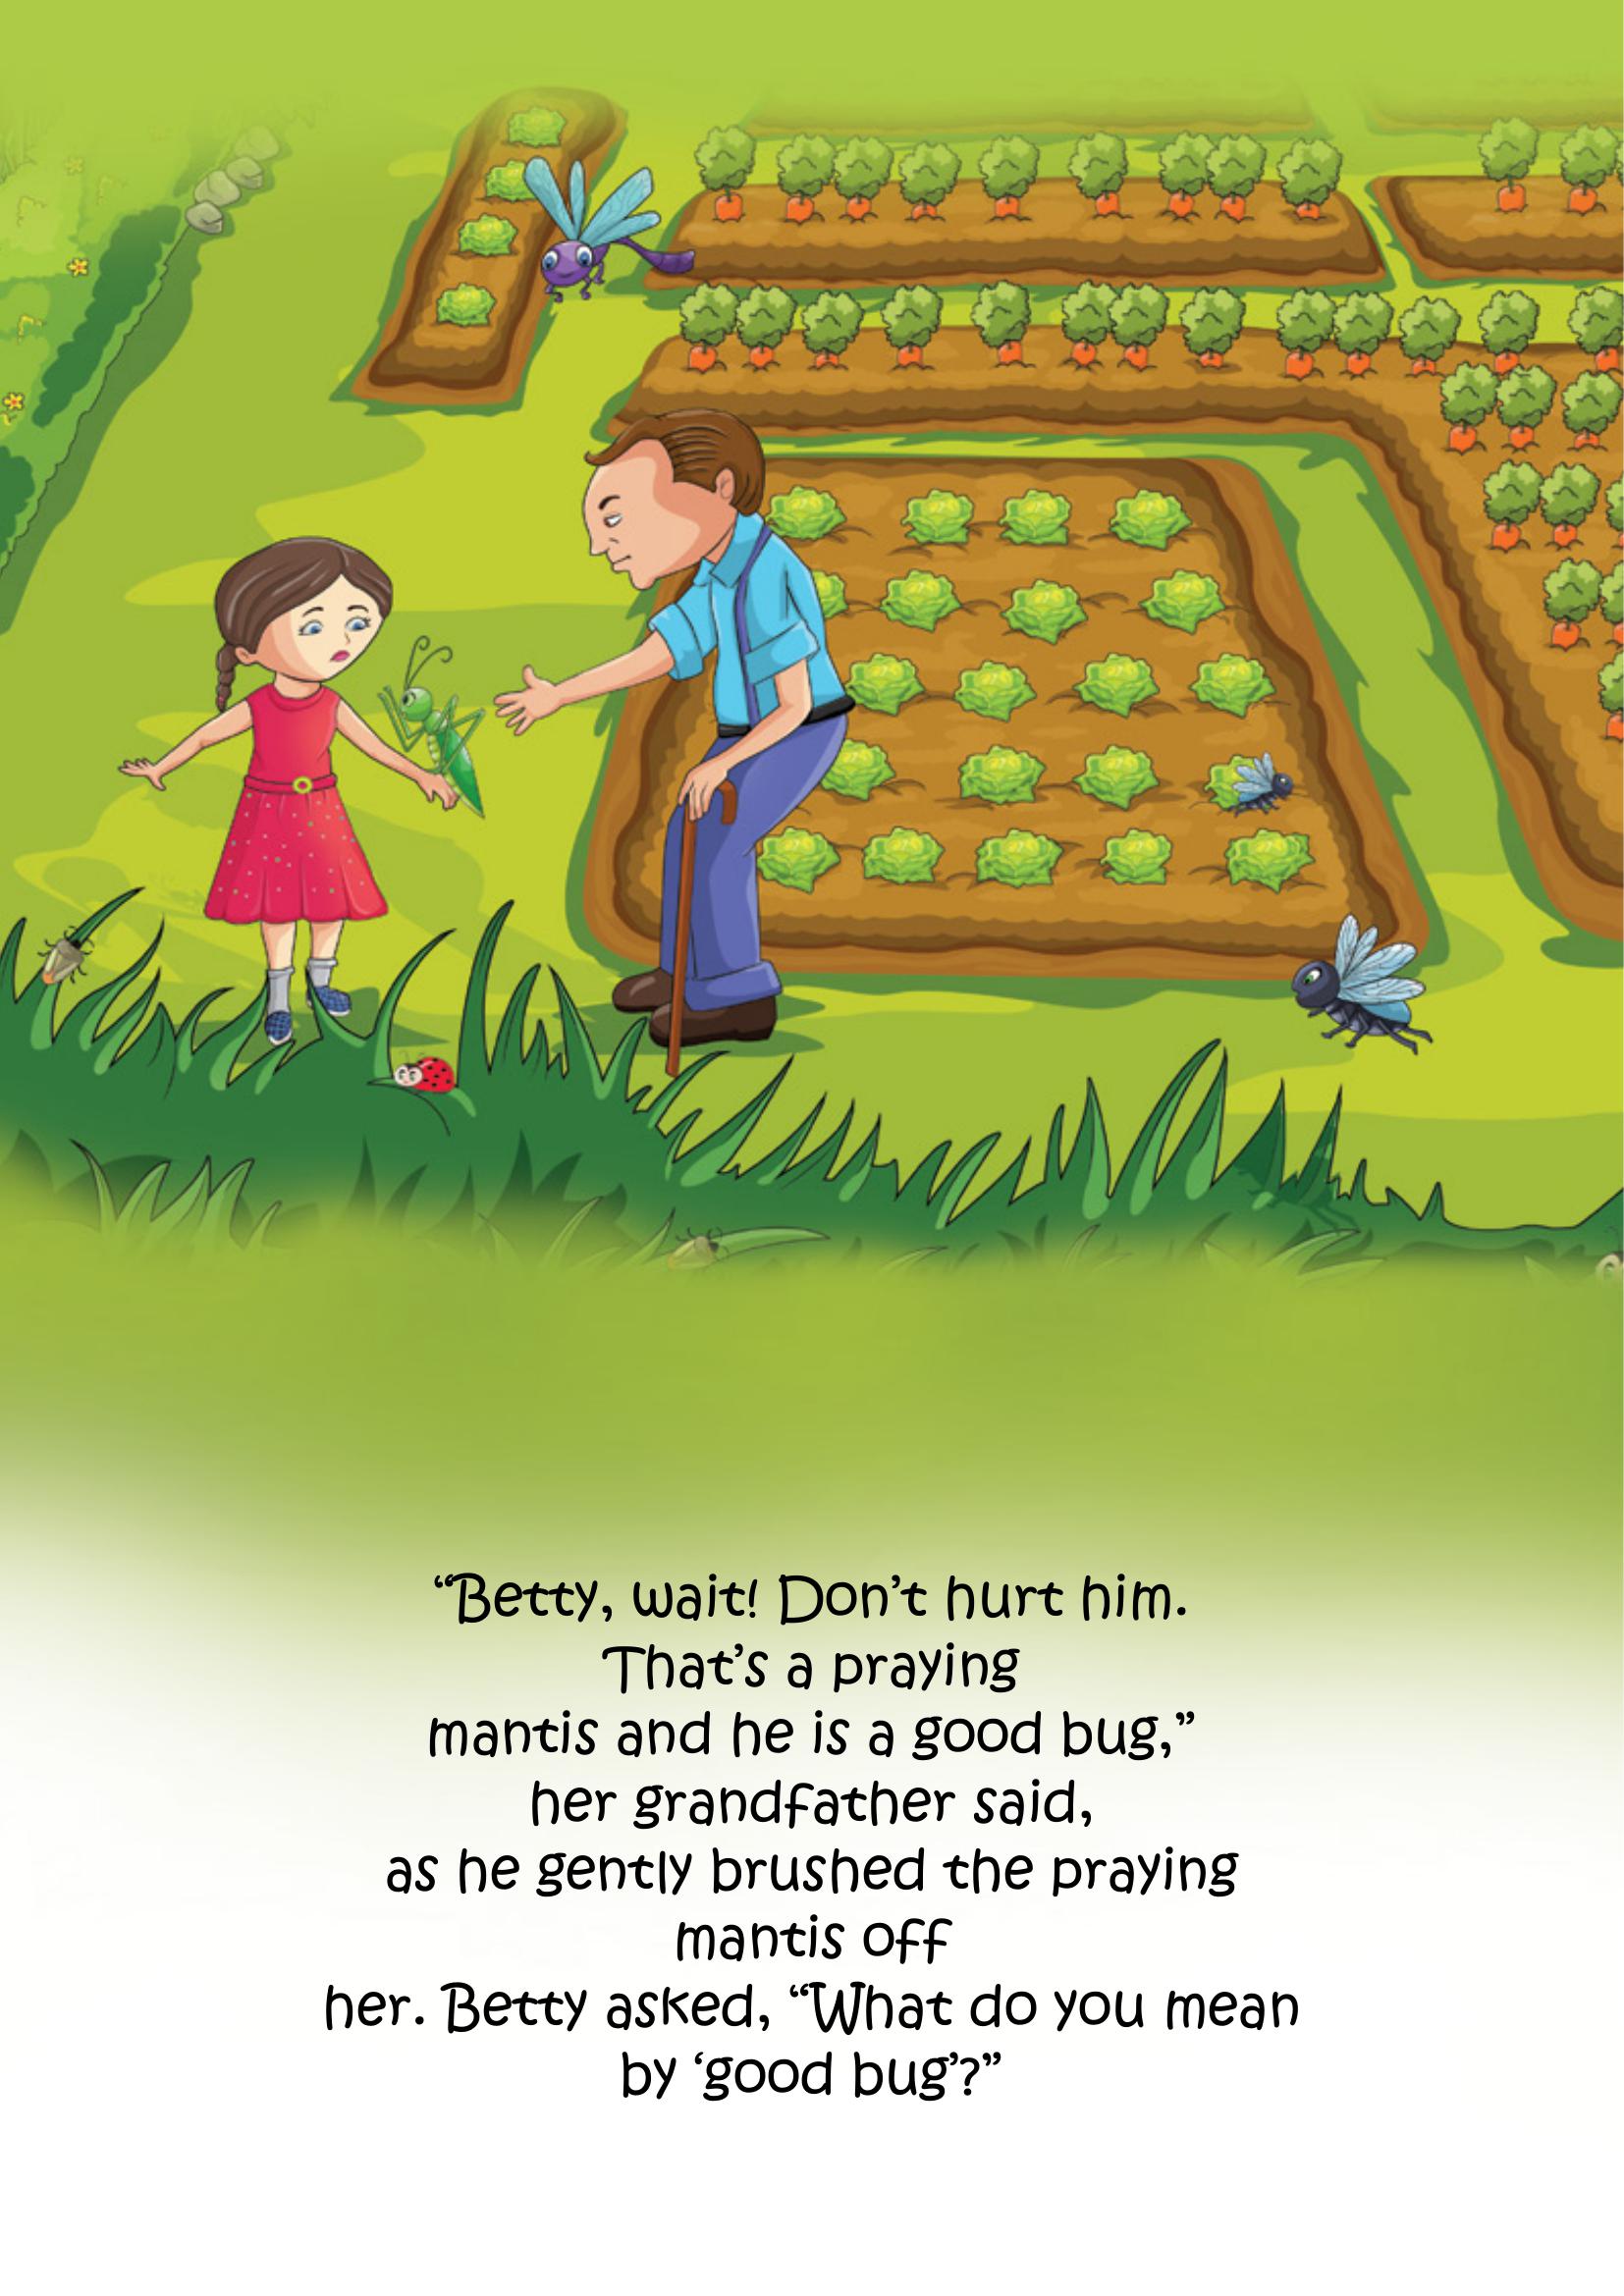 “Betty, wait! Don’t hurt him.
That’s a praying
mantis and he is a good bug,”
her grandfather said,
as he gently brushed the praying
mantis off
her. Betty asked, “What do you mean
by ‘good bug’?”